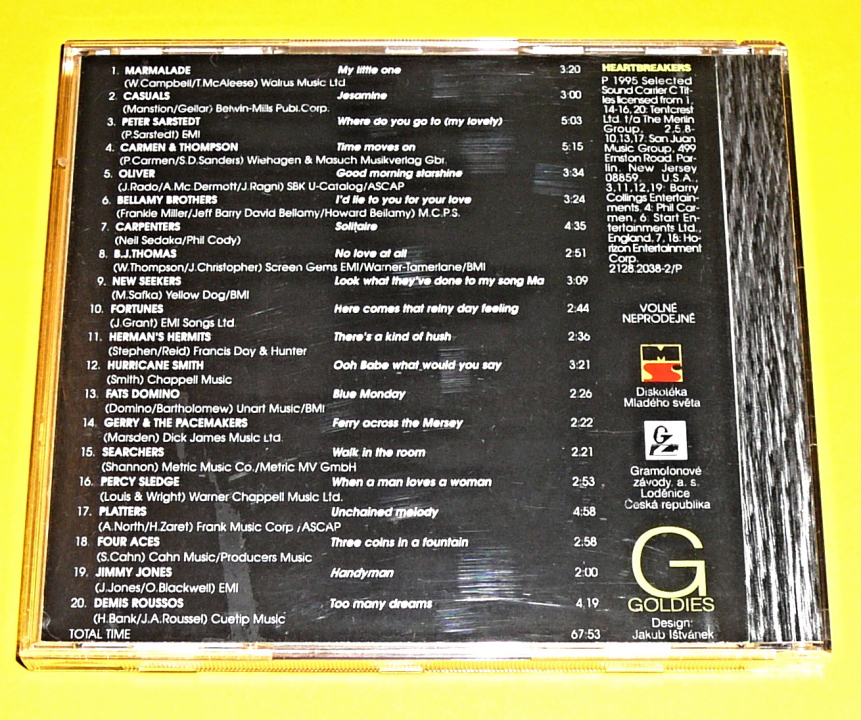 1. MARMALADE My little one 3:20
(W.Campbell/T.McAleese) Walrus Music Ltd.
2. CASUALS Jesamine 3:00
(Manstion/Gellar) Belwin-Mills Publ.Corp.
3. PETER SARSTEDT Where do you go to (my lovely) 5:03
(P.Sarstedt) EMI
4. CARMEN & THOMPSON Time moves on 5:15
(P.Carmen/S.D.Sanders) Wiehagen & Masuch Musikverlag Gbr.
5. OLIVER Good morning starshine 3:34
(J.Rado/A.Mc.Dermott/J.Ragni) SBK U-Catalog/ASCAP
6. BELLAMY BROTHERS I'd lie to you for your love 3:24
(Frankie Miller/Jeff Barry David Bellamy/Howard Bellamy) M.C.P.S.
7. CARPENTERS Solitaire 4:35
(Neil Sedaka/Phil Cody)
8. B.J.THOMAS No love at all 2:51
(W.Thompson/J.Christopher) Screen Gems EMI/Warner-Tamerlane/BMI
9. NEW SEEKERS Look what they've done to my song Ma 3:09
(M.Safka) Yellow Dog/BMI
10. FORTUNES Here comes that reiny day feeling 2:44
(J.Grant) EMI Songs Ltd.
11. HERMAN'S HERMITS There's a kind of hush 2:36
(Stephen/Reid) Francis Day & Hunter
12. HURRICANE SMITH Ooh Babe what would you say 3:21
(Smith) Chappell Music
13. FATS DOMINO Blue Monday 2:26
(Domino/Bartholomew) Unart Music/BMI
14. GERRY & THE PACEMAKERS Ferry across the Mersey 2:22
(Marsden) Dick James Music Ltd.
15. SEARCHERS Walk in the room 2:21
(Shannon) Metric Music Co./Metric MV GmbH
16. PERCY SLEDGE When a man loves a woman 2:53
(Louis & Wright) Warner Chappell Music Ltd.
17. PLATTERS Unchained melody 4:58
(A.North/H.Zaret) Frank Music Corp./ASCAP
18. FOUR ACES Three coins in a fountain 2:58
(S.Cahn) Cahn Music/Producers Music
19. JIMMY JONES Handyman 2:00
(J.Jones/O.Blackwell) EMI
20. DEMIS ROUSSOS Too many dreams 4.19
(H.Bank/J.A.Roussel) Cuetip Music
TOTAL TIME 67:53
HEARTBREAKERS
P 1995 Selected
Sound Carrier C Tit-
les licensed from 1,
14-16, 20: Tentcrest
Ltd. t/a The Merlin
Group, 2,5,8-
10,13,17: San Juan
Music Group, 499
Ernston Road, Par-
lin, New Jersey
08859, U.S.A.,
3,11,12,19: Barry
Collings Entertain-
ments, 4: Phil Car-
men, 6. Start En-
tertainments Ltd.,
England, 7, 18: Ho-
rizon Entertainment
Corp.
2128.2038-2/P
VOLNĚ
NEPRODEJNÉ
M
S
Diskotéka
Mladého světa
GZ
Gramofonové
závody, a. s.
Loděnice
Česká republika
G
GOLDIES
Design:
Jakub Ištvánek